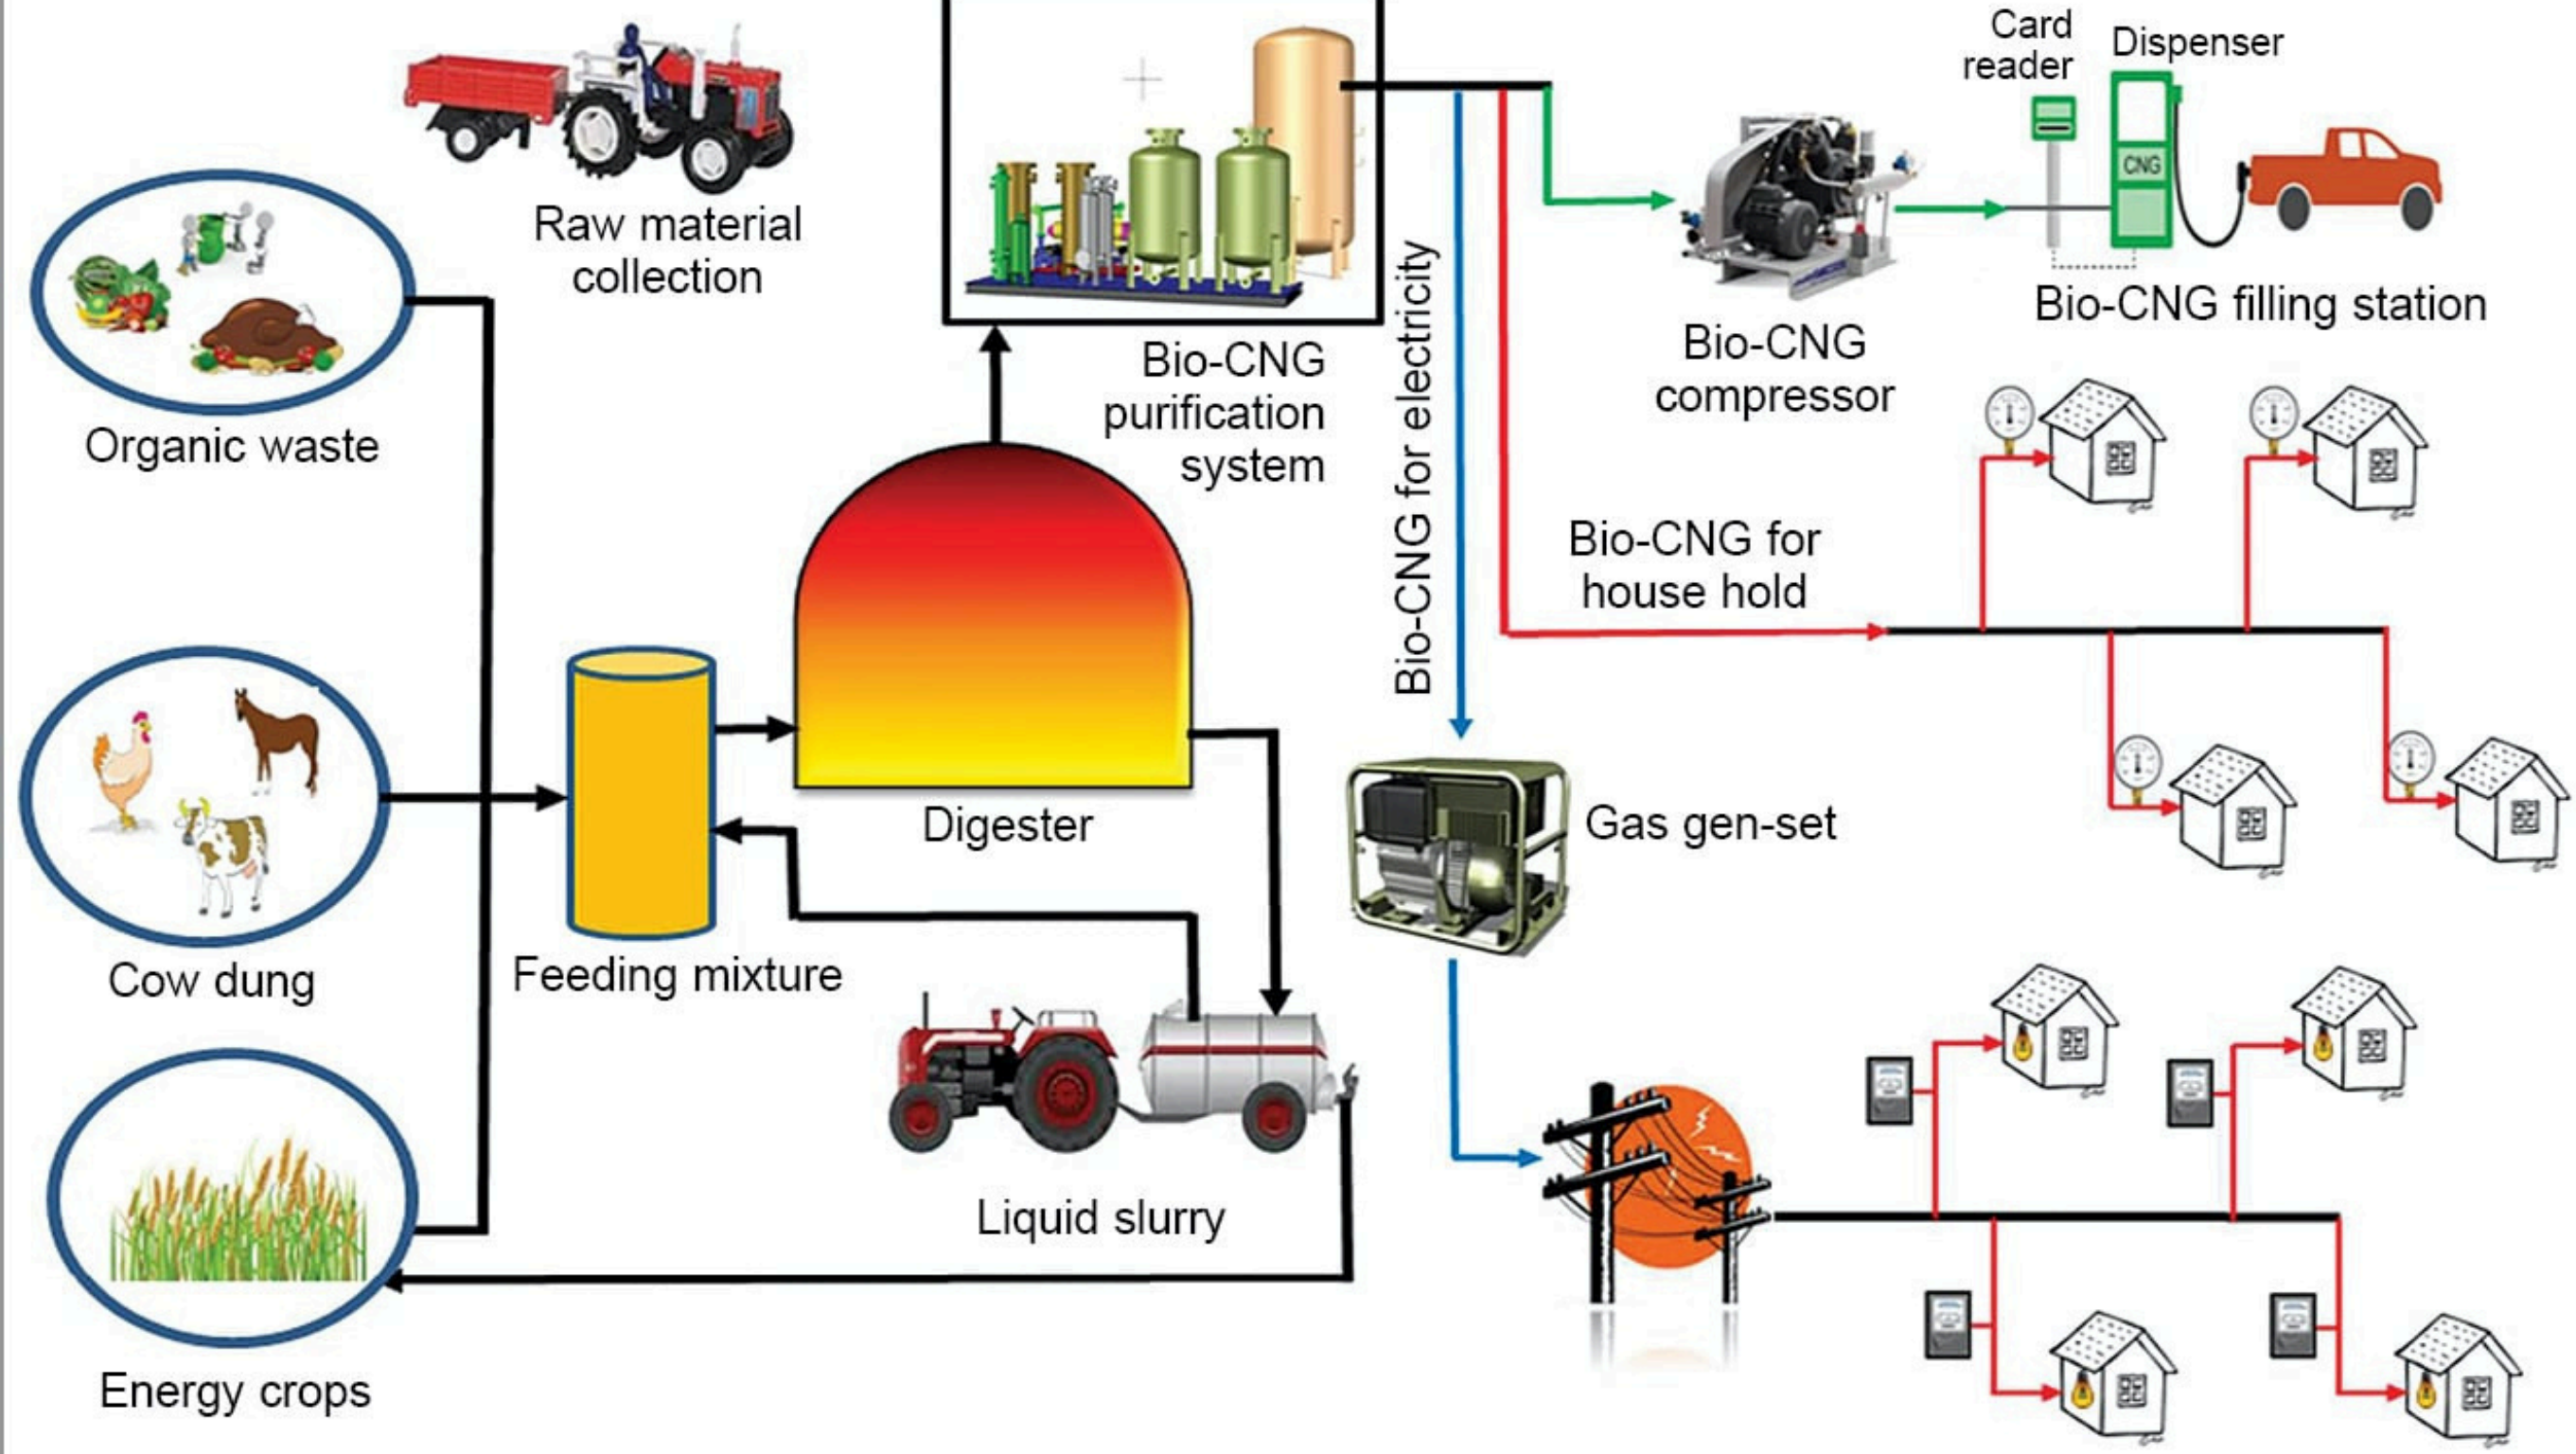 Card
reader
Dispenser
CNG
Raw material
collection
Organic waste
Bio-CNG
purification
system
Bio-CNG for electricity
Bio-CNG
compressor
Bio-CNG filling station
Bio-CNG for
house hold
Digester
Gas gen-set
Cow dung
Feeding mixture
Liquid slurry
Energy crops